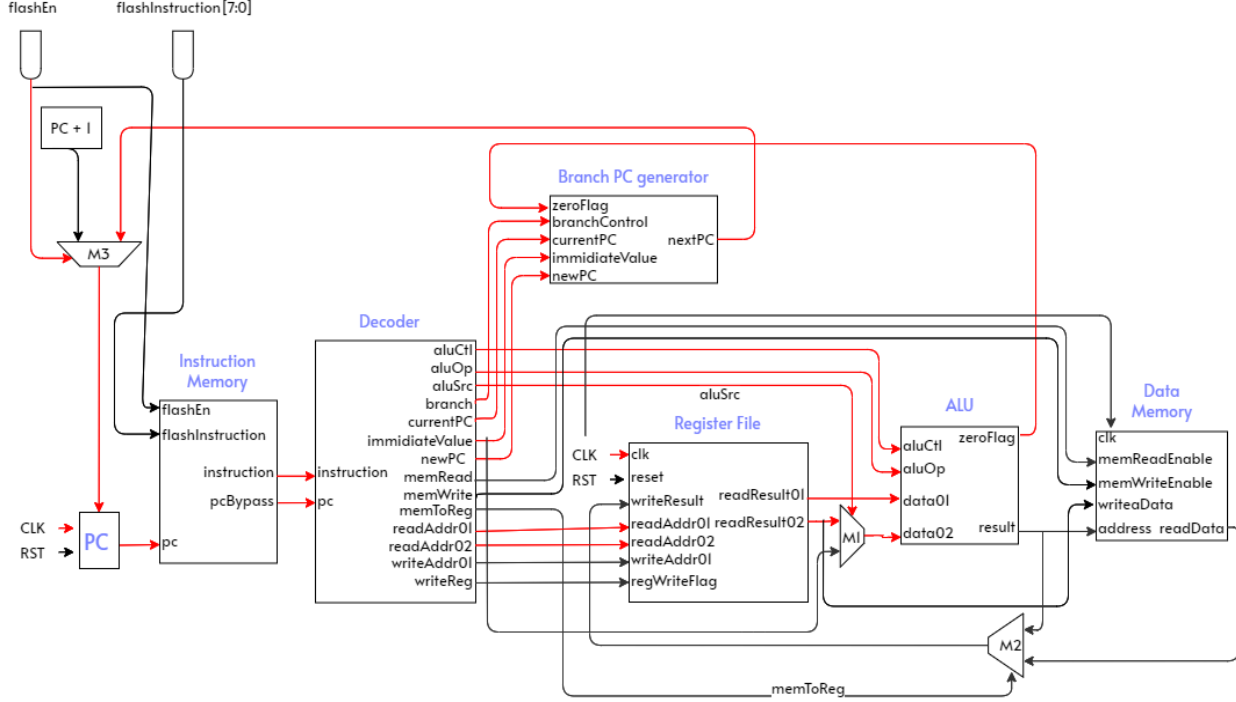 flashEn
flashInstruction [7:0]
PC + 1
M3
Branch PC generator
zeroFlag
branchControl
currentPC
nextPC
immidiateValue
newPC
Decoder
aluCtl
aluOp
aluSrc
branch
currentPC
immidiateValue
newPC
memRead
memWrite
memToReg
readAddr01
readAddr02
writeAddr01
writeReg
instruction
pc
Instruction
Memory
flashEn
flashInstruction
instruction
pcBypass
pc
CLK
RST
PC
aluSrc
Register File
CLK
RST
clk
reset
writeResult
readResult01
readAddr01
readResult02
readAddr02
writeAddr01
regWriteFlag
M1
ALU
zeroFlag
aluCtl
aluOp
data01
result
data02
Data
Memory
clk
memReadEnable
memWriteEnable
writeaData
address
readData
M2
memToReg